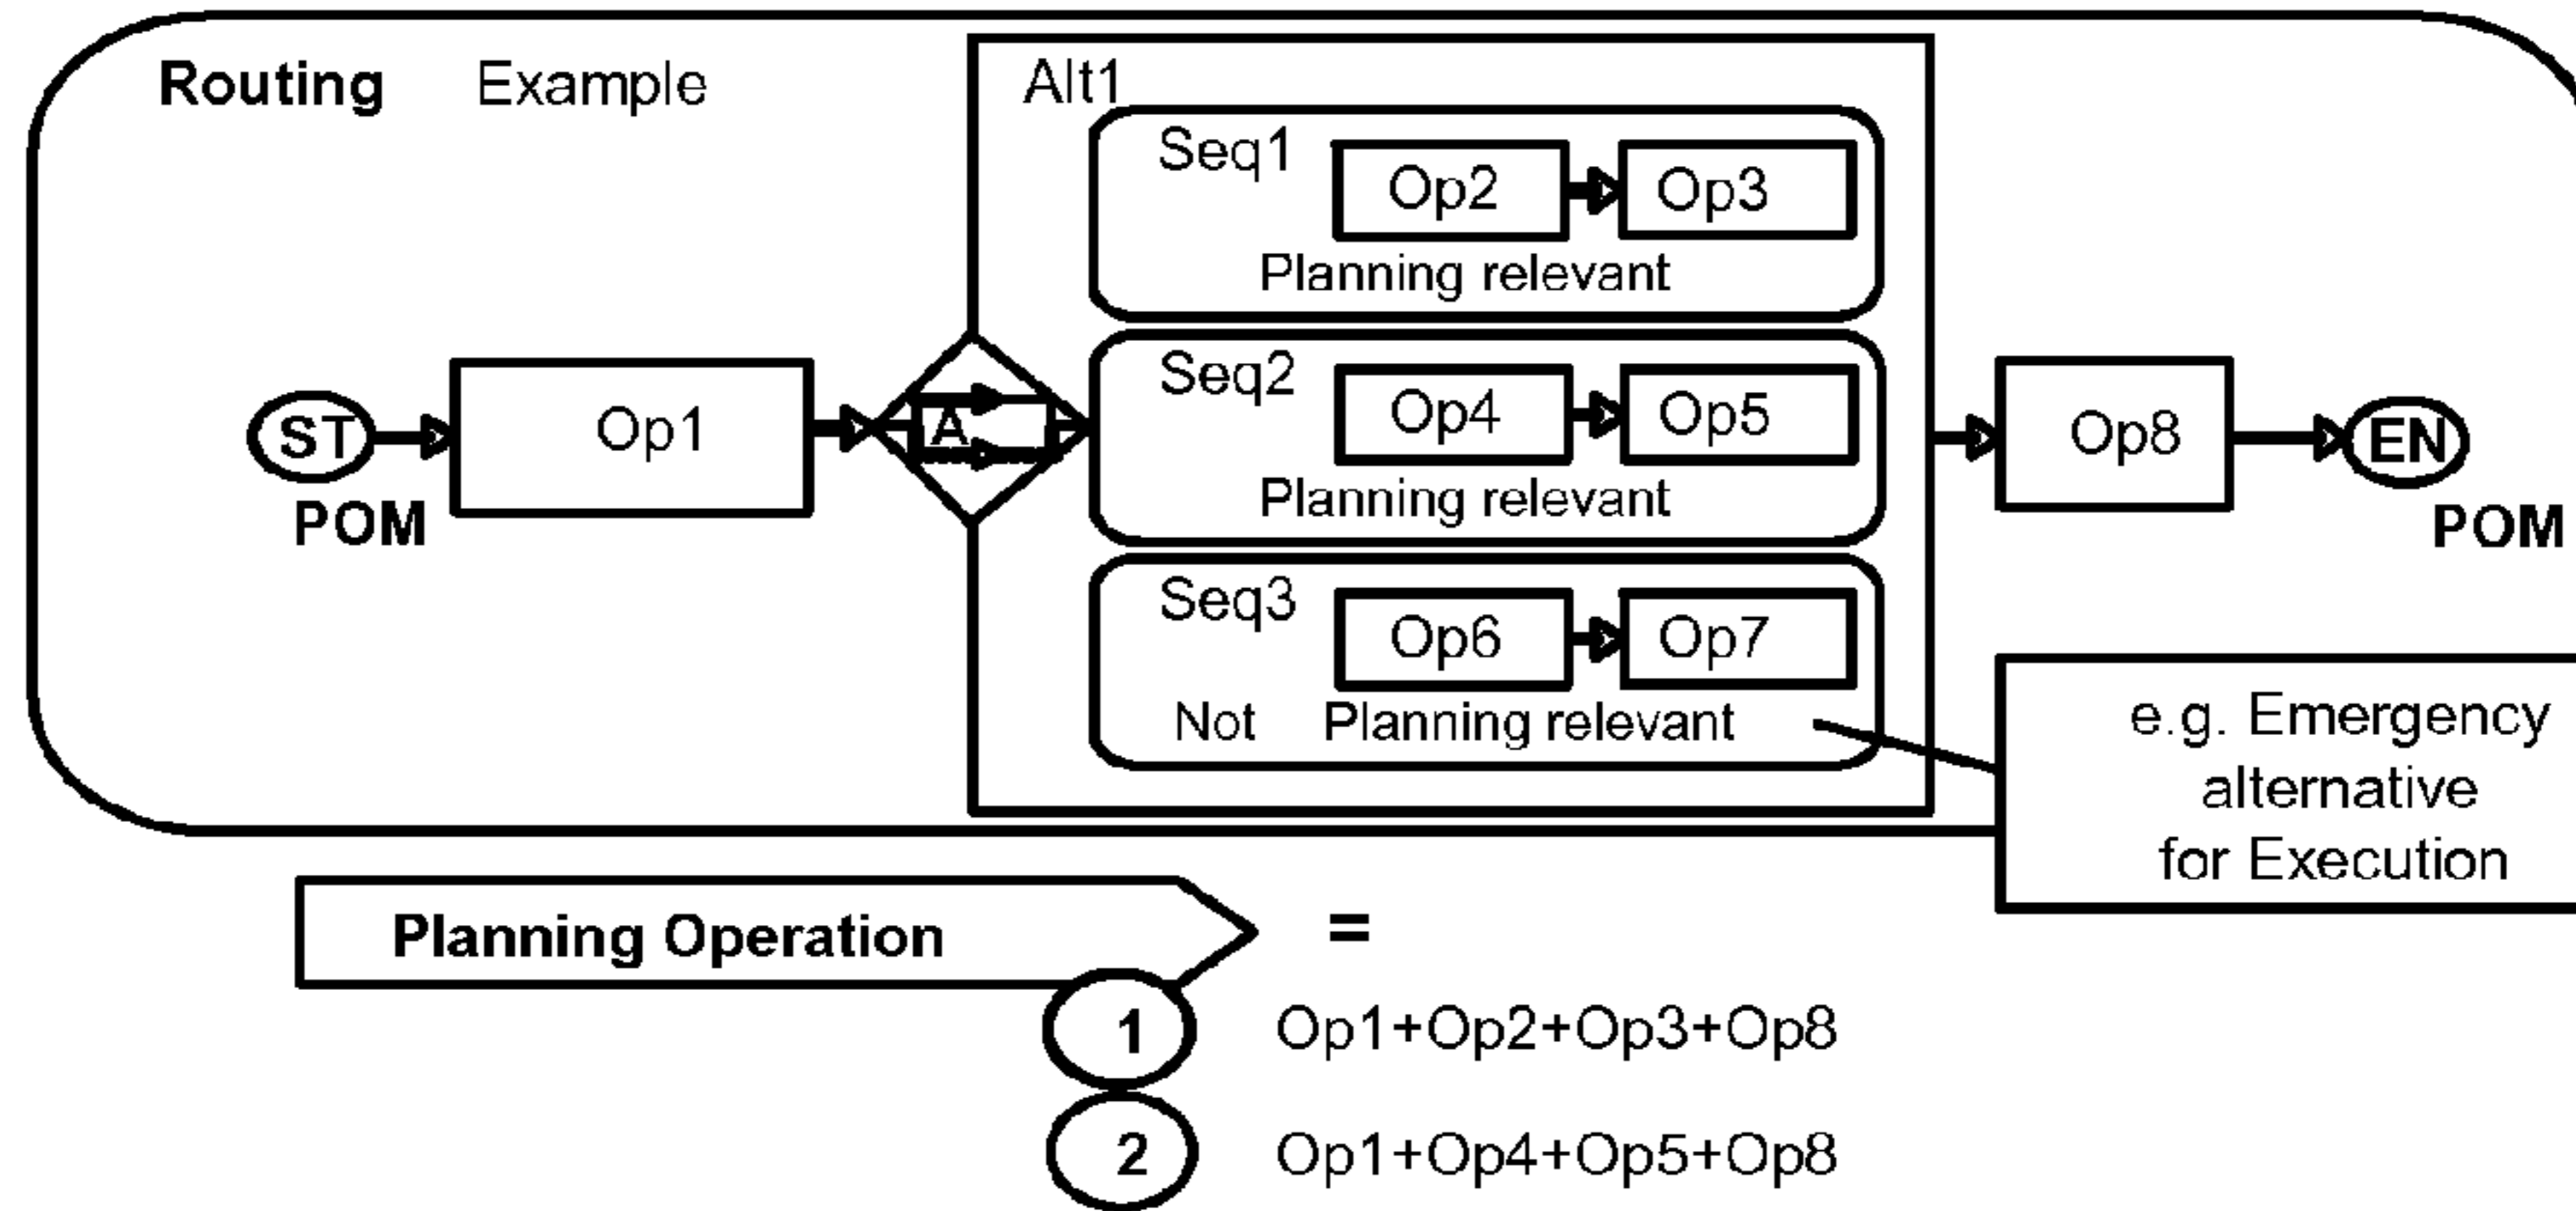 Routing Example
Alt1
Seq1
Op2
Op3
Planning relevant
ST
POM
Op1
A
Seq2
Op4
Op5
Planning relevant
Seq3
Op6
Op7
Not Planning relevant
Op8
EN
POM
e.g. Emergency
alternative
for Execution
Planning Operation
=
1
Op1+Op2+Op3+Op8
2
Op1+Op4+Op5+Op8